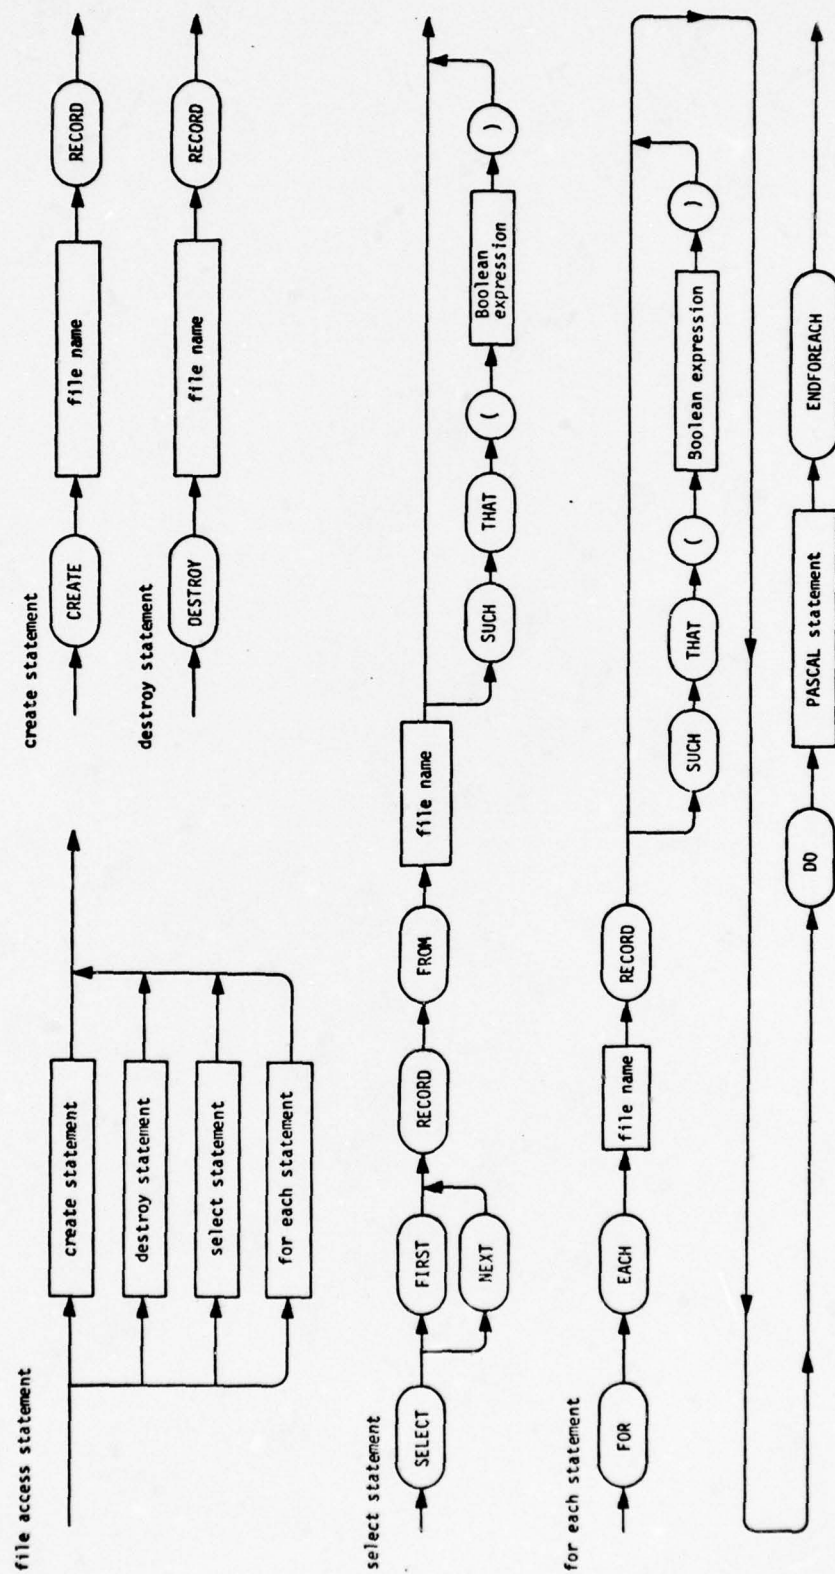 file access statement
create statement
destroy statement
select statement
for each statement
create statement
CREATE
file name
RECORD
destroy statement
DESTROY
file name
RECORD
select statement
SELECT
FIRST
NEXT
RECORD
FROM
file name
SUCH
THAT
(
Boolean
expression
)
for each statement
FOR
EACH
file name
RECORD
SUCH
THAT
(
Boolean expression
)
DO
PASCAL statement
ENDFOREACH